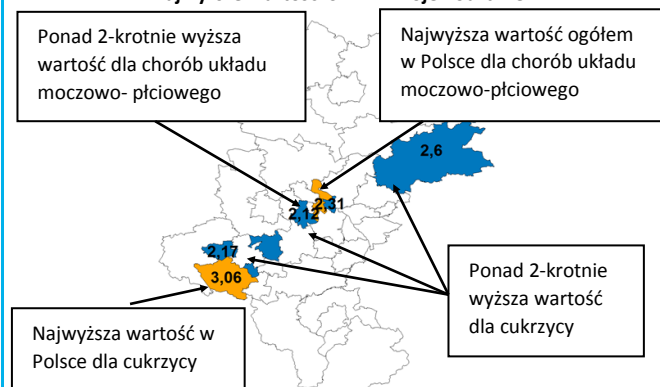 Ponad 2-krotnie wyższa
wartość dla chorób układu
moczowo- płciowego
Najwyższa wartość ogółem
w Polsce dla chorób układu
moczowo-płciowego
2,6
2,31
2,12
2,17
3,06
Ponad 2-krotnie
wyższa wartość
dla cukrzycy
Najwyższa wartość w
Polsce dla cukrzycy